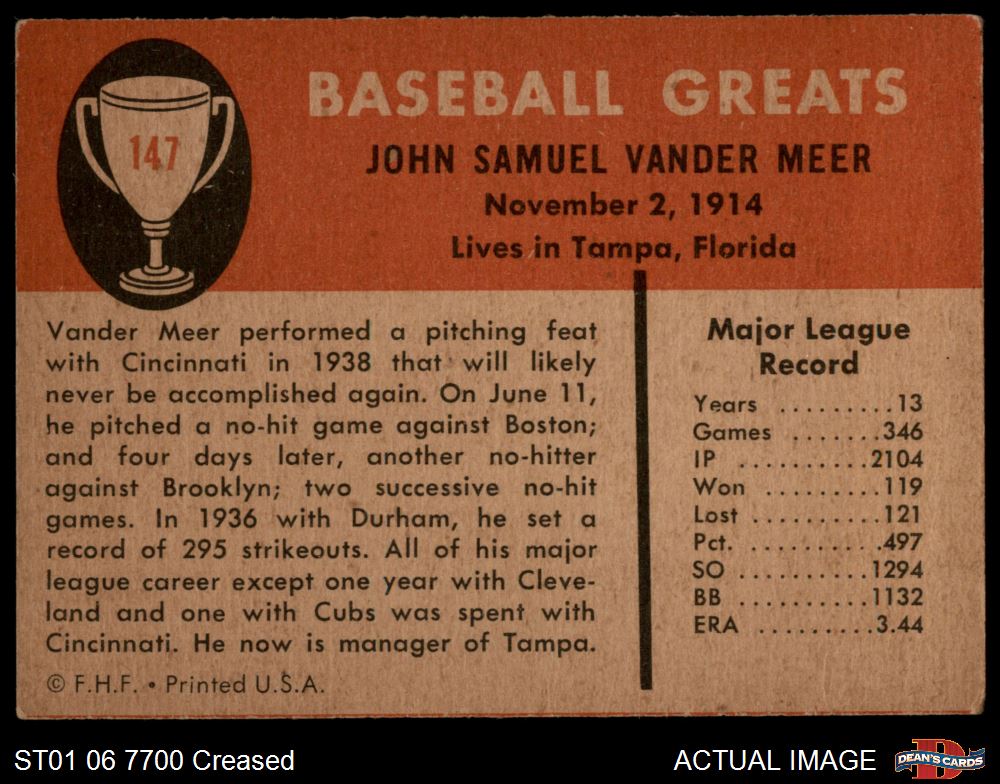 147
BASEBALL GREATS
JOHN SAMUEL VANDER MEER
November 2, 1914
Lives in Tampa, Florida
Vander Meer performed a pitching feat
with Cincinnati in 1938 that will likely
never be accomplished again. On June 11,
he pitched a no-hit game against Boston;
and four days later, another no-hitter
against Brooklyn; two successive no-hit
games. In 1936 with Durham, he set a
record of 295 strikeouts. All of his major
league career except one year with Cleve-
land and one with Cubs was spent with
Cincinnati. He now is manager of Tampa.
© F.H.F. • Printed U.S.A.
Major League
Record
Years .........13
Games .......346
IP ..........2104
Won .........119
Lost ..........121
Pct. ..........497
SO ..........1294
BB ..........1132
ERA .........3.44
ST01 06 7700 Creased
ACTUAL IMAGE
D
DEAN'S CARDS